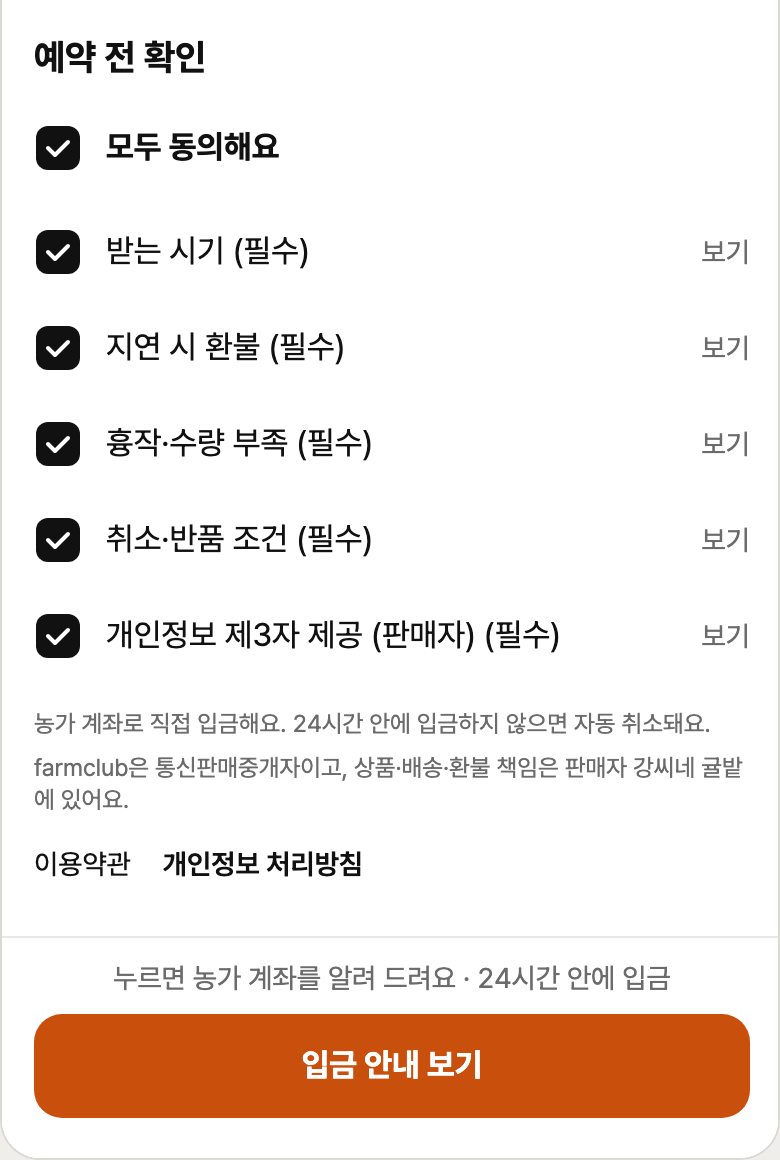 예약 전 확인
모두 동의해요
받는 시기 (필수) 보기
지연 시 환불 (필수) 보기
흉작·수량 부족 (필수) 보기
취소·반품 조건 (필수) 보기
개인정보 제3자 제공 (판매자) (필수) 보기
농가 계좌로 직접 입금해요. 24시간 안에 입금하지 않으면 자동 취소돼요.
farmclub은 통신판매중개자이고, 상품·배송·환불 책임은 판매자 강씨네 귤밭
에 있어요.
이용약관 개인정보 처리방침
누르면 농가 계좌를 알려 드려요 · 24시간 안에 입금
입금 안내 보기